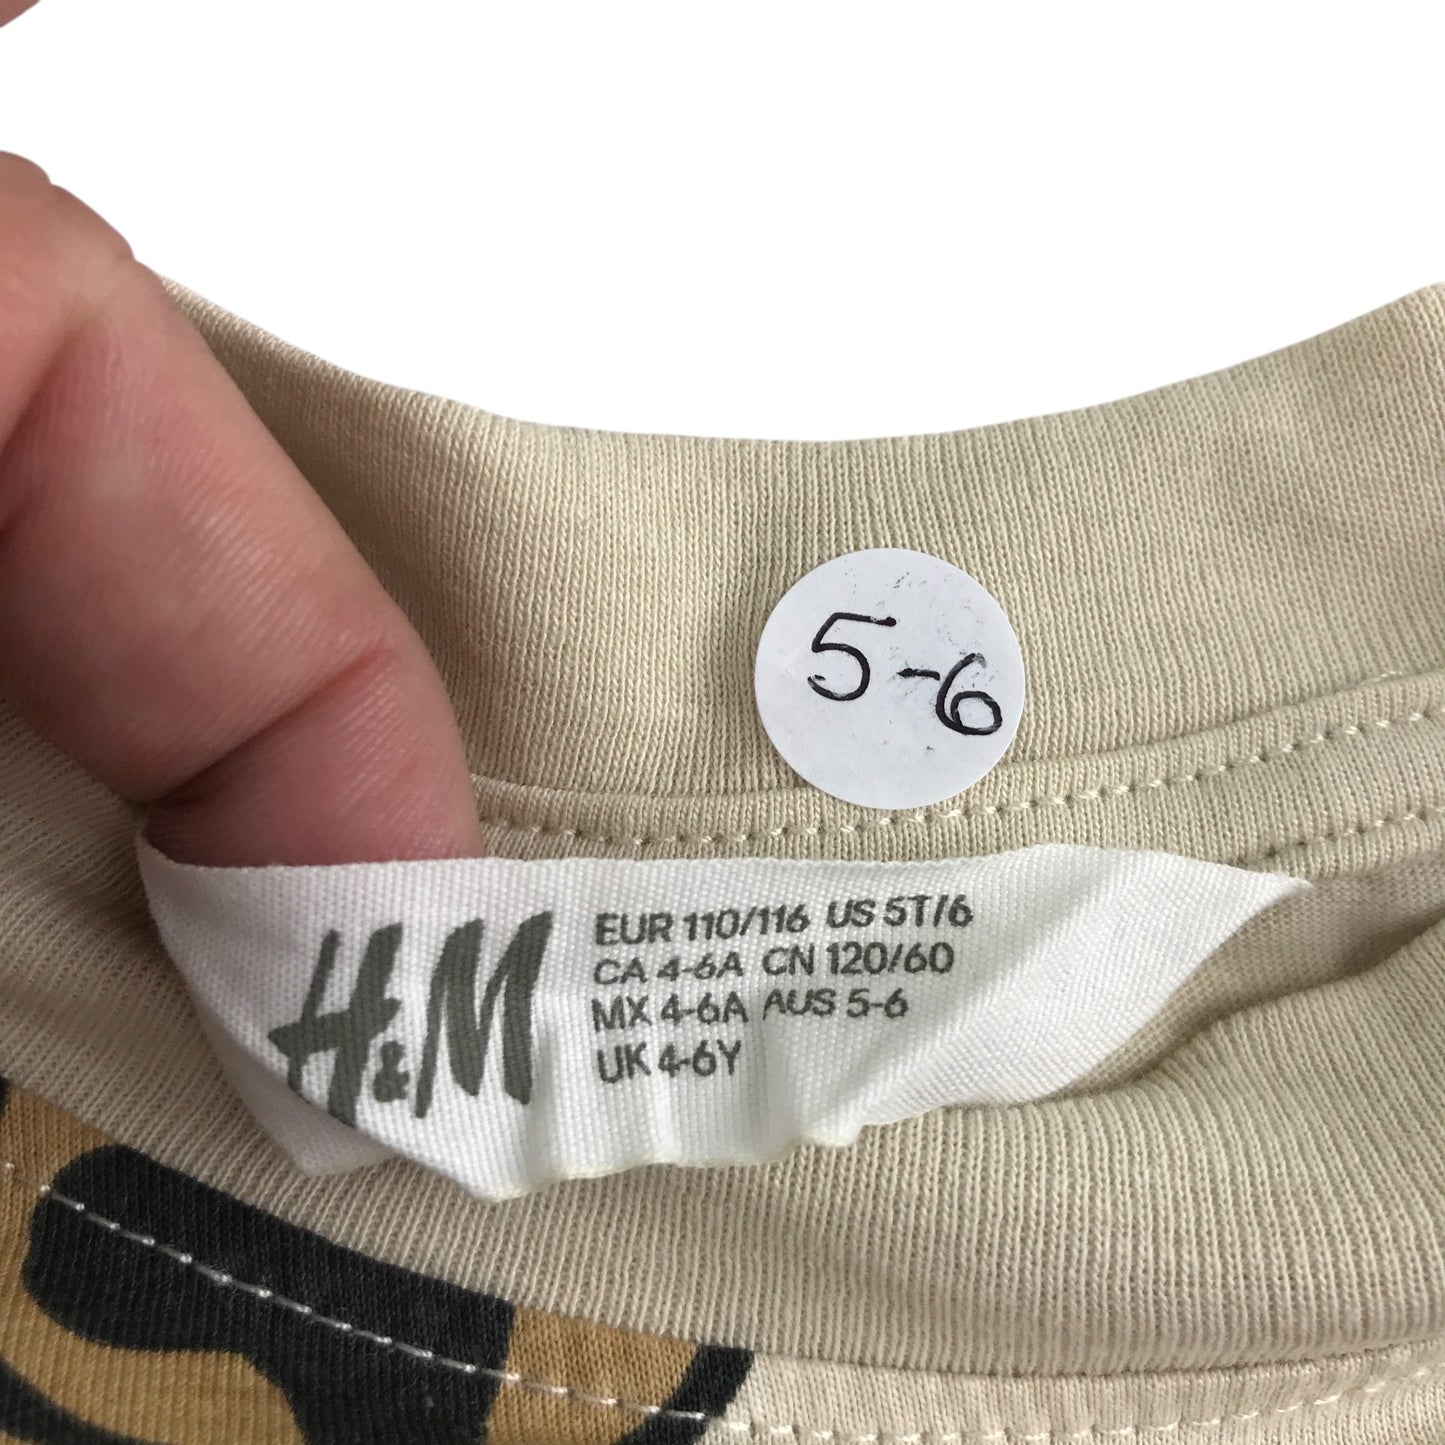 5-6
H&M
EUR 110/116 US 5T/6
CA 4-6A CN 120/60
MX 4-6A AUS 5-6
UK 4-6Y